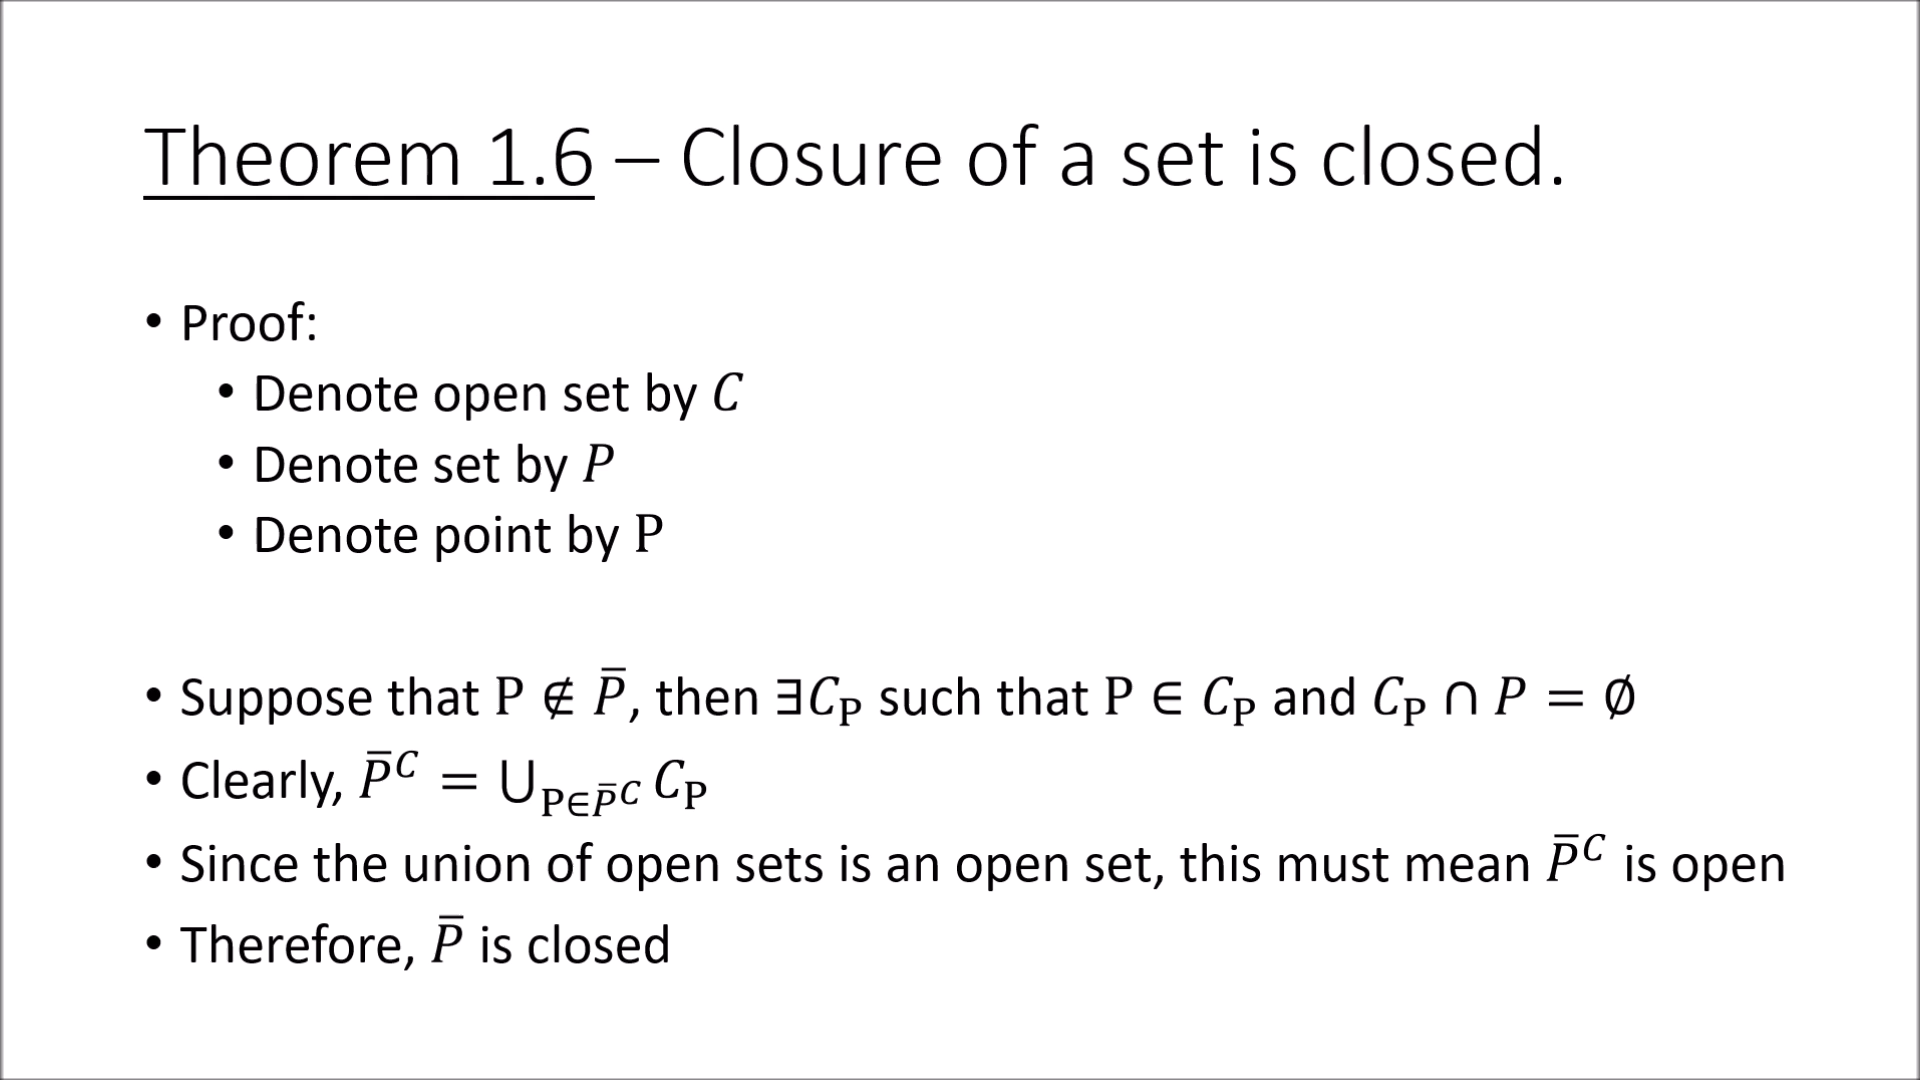 Theorem 1.6 – Closure of a set is closed.
• Proof:
• Denote open set by 𝐶
• Denote set by 𝑃
• Denote point by P
• Suppose that P ∉ 𝑃̅, then ∃𝐶_P such that P ∈ 𝐶_P and 𝐶_P ∩ 𝑃 = ∅
• Clearly, 𝑃̅^𝐶 = ⋃_{P∈𝑃̅^𝐶} 𝐶_P
• Since the union of open sets is an open set, this must mean 𝑃̅^𝐶 is open
• Therefore, 𝑃̅ is closed